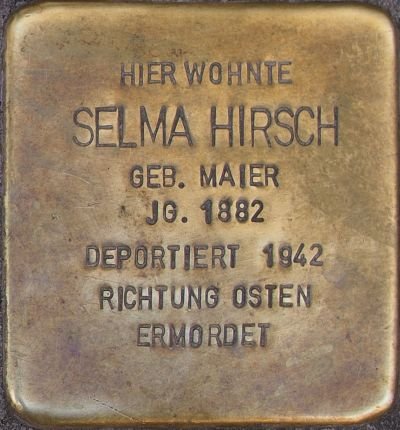 HIER WOHNTE
SELMA HIRSCH
GEB. MAIER
JG. 1882
DEPORTIERT 1942
RICHTUNG OSTEN
ERMORDET